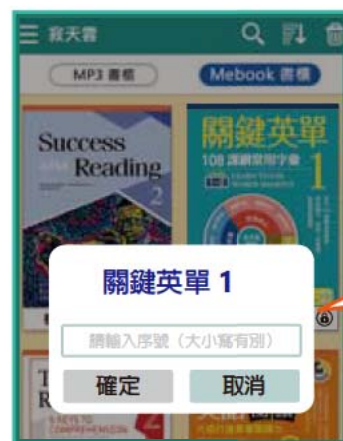 寂天雲
MP3 書櫃
Mebook 書櫃
Success
Reading
2
關鍵英單
108 課綱常用字彙
1
關鍵英單 1
請輸入序號（大小寫有別）
確定
取消
2